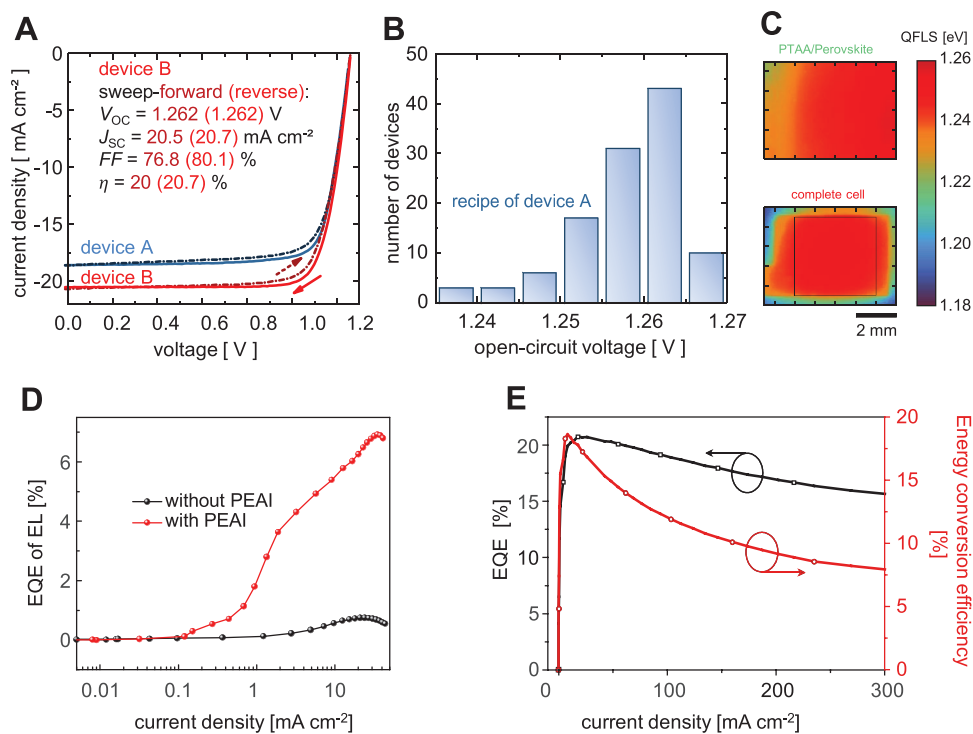 A
0
-5
-10
-15
-20
current density [ mA cm⁻²]
device B
sweep-forward (reverse):
VOC = 1.262 (1.262) V
JSC = 20.5 (20.7) mA cm⁻²
FF = 76.8 (80.1) %
η = 20 (20.7) %
device A
device B
0.0 0.2 0.4 0.6 0.8 1.0 1.2
voltage [ V ]
B
50
40
30
20
10
0
number of devices
recipe of device A
1.24 1.25 1.26 1.27
open-circuit voltage [ V ]
C
QFLS [eV]
PTAA/Perovskite
complete cell
2 mm
1.26
1.24
1.22
1.20
1.18
D
6
4
2
0
EQE of EL [%]
without PEAI
with PEAI
0.01 0.1 1 10
current density [mA cm⁻²]
E
20
15
10
5
0
EQE [%]
20
15
10
5
0
Energy conversion efficiency
[%]
0 100 200 300
current density [mA cm⁻²]